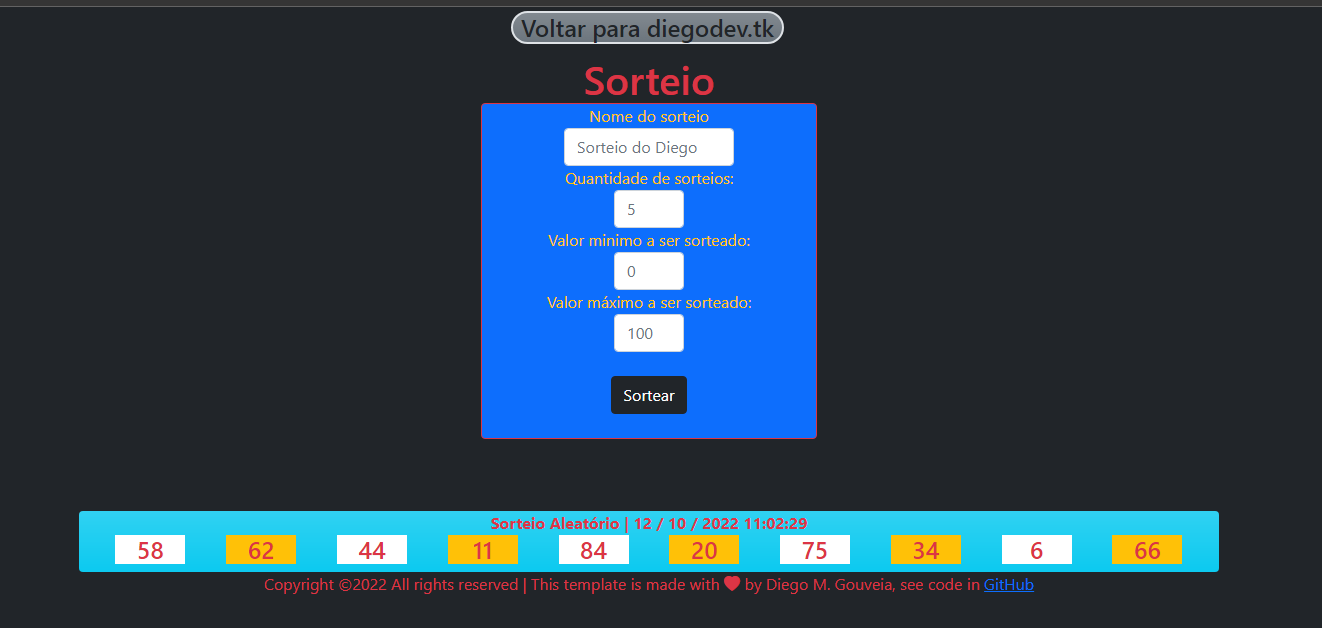 Voltar para diegodev.tk
Sorteio
Nome do sorteio
Sorteio do Diego
Quantidade de sorteios:
5
Valor minimo a ser sorteado:
0
Valor máximo a ser sorteado:
100
Sortear
Sorteio Aleatório | 12 / 10 / 2022 11:02:29
58 62 44 11 84 20 75 34 6 66
Copyright ©2022 All rights reserved | This template is made with ❤ by Diego M. Gouveia, see code in GitHub